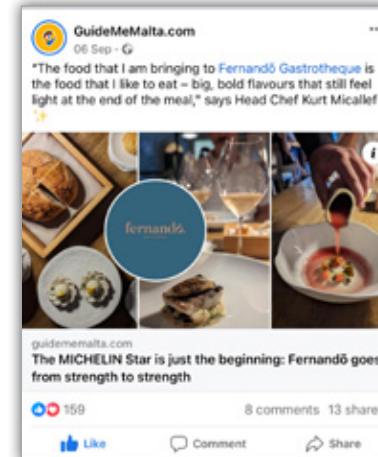 GuideMeMalta.com
06 Sep ·
"The food that I am bringing to Fernandō Gastrotheque is
the food that I like to eat – big, bold flavours that still feel
light at the end of the meal," says Head Chef Kurt Micallef
fernandō.
guidememalta.com
The MICHELIN Star is just the beginning: Fernandō goes
from strength to strength
159
8 comments 13 share
Like
Comment
Share